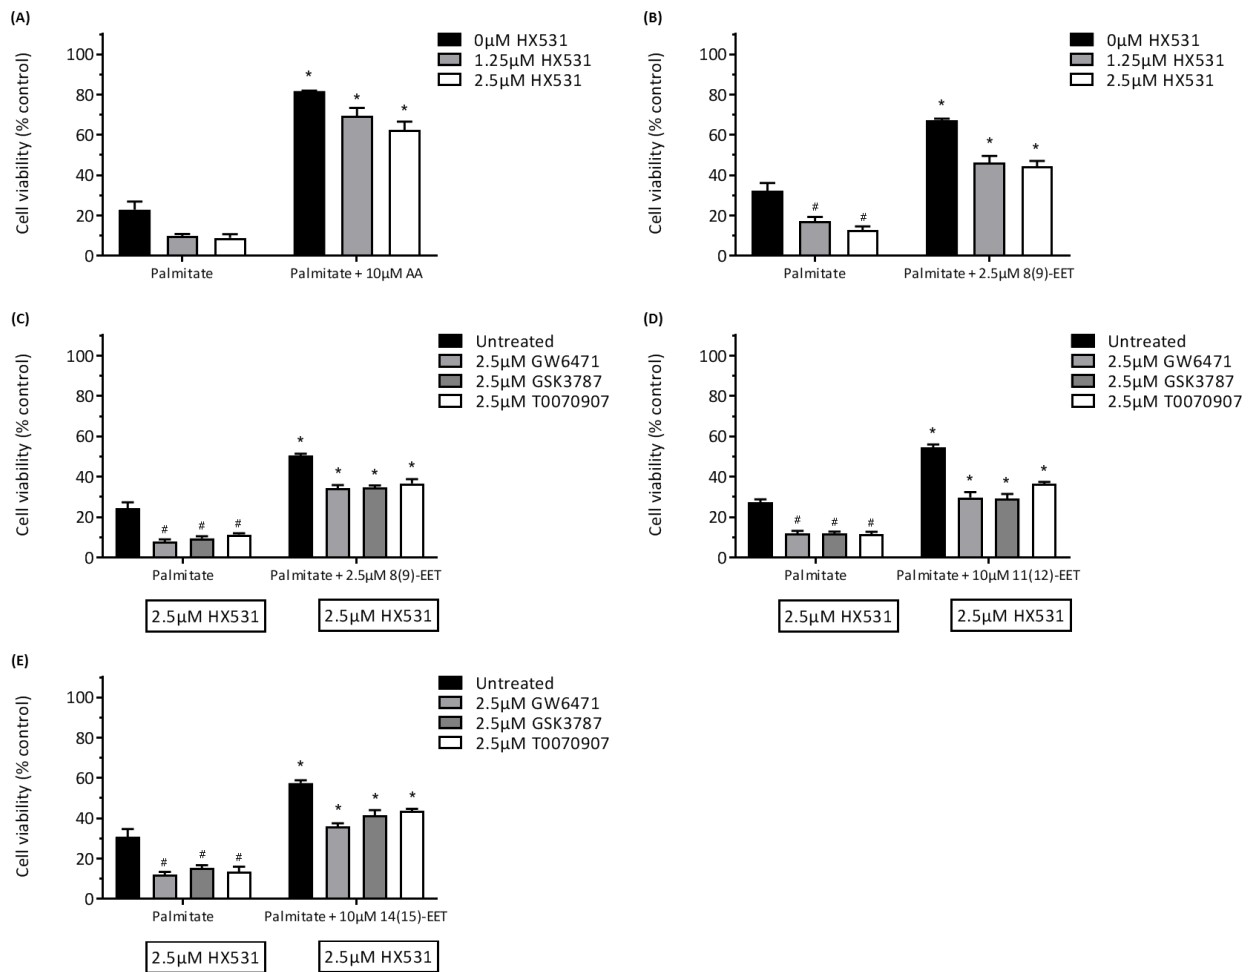 (A)
Cell viability (% control)
100
80
60
40
20
0
* * *
Palmitate
Palmitate + 10µM AA
0µM HX531
1.25µM HX531
2.5µM HX531
(B)
Cell viability (% control)
100
80
60
40
20
0
# #
* * *
Palmitate
Palmitate + 2.5µM 8(9)-EET
0µM HX531
1.25µM HX531
2.5µM HX531
(C)
Cell viability (% control)
100
80
60
40
20
0
# # #
* * * *
Palmitate
Palmitate + 2.5µM 8(9)-EET
2.5µM HX531
2.5µM HX531
Untreated
2.5µM GW6471
2.5µM GSK3787
2.5µM T0070907
(D)
Cell viability (% control)
100
80
60
40
20
0
# # #
* * * *
Palmitate
Palmitate + 10µM 11(12)-EET
2.5µM HX531
2.5µM HX531
Untreated
2.5µM GW6471
2.5µM GSK3787
2.5µM T0070907
(E)
Cell viability (% control)
100
80
60
40
20
0
# # #
* * * *
Palmitate
Palmitate + 10µM 14(15)-EET
2.5µM HX531
2.5µM HX531
Untreated
2.5µM GW6471
2.5µM GSK3787
2.5µM T0070907